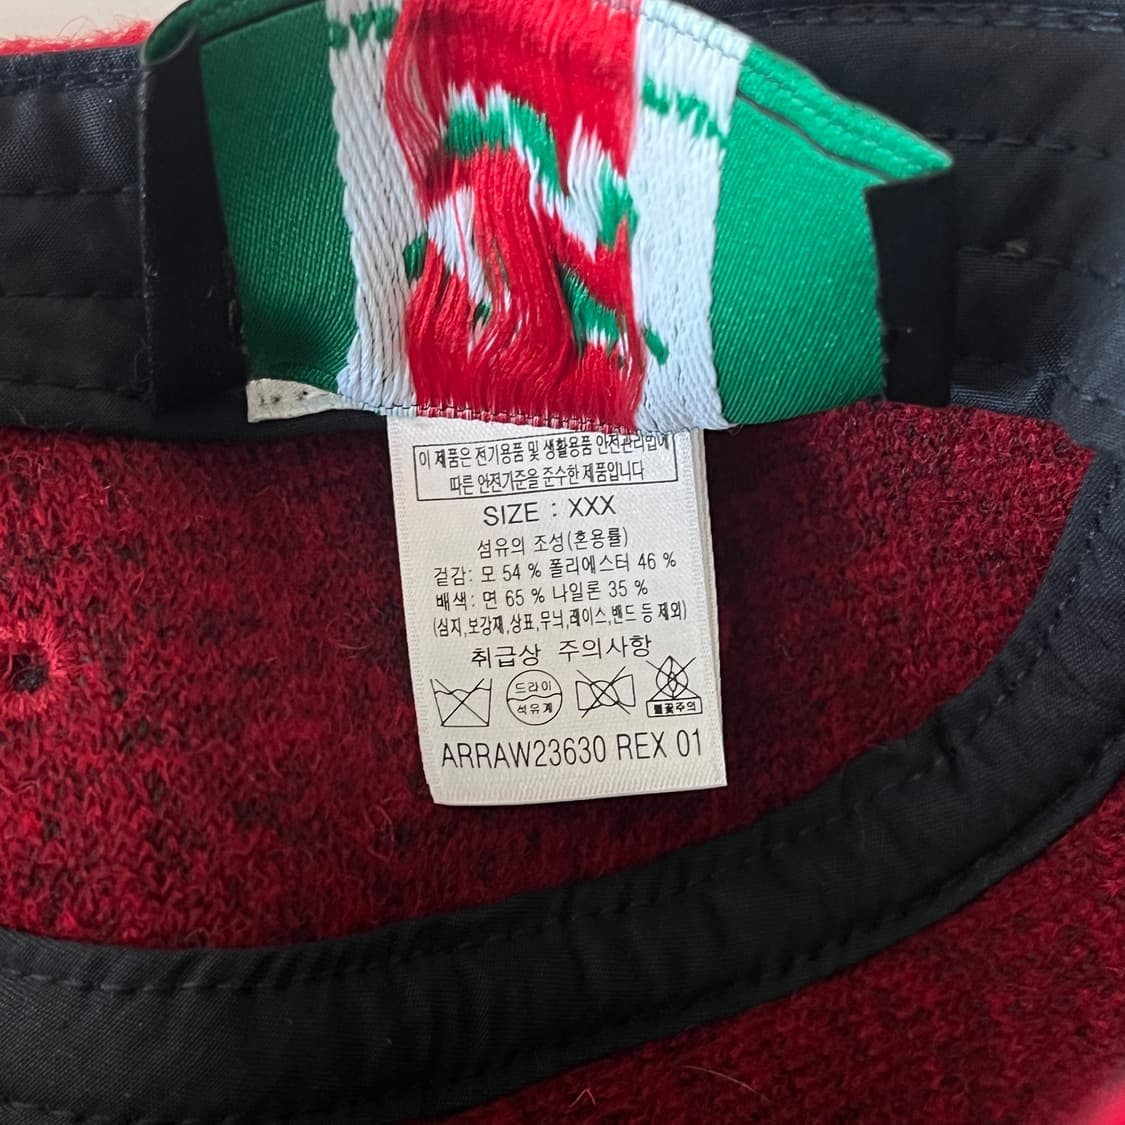 이 제품은 전기용품 및 생활용품 안전관리법에
따른 안전기준을 준수한 제품입니다
SIZE : XXX
섬유의 조성(혼용률)
겉감: 모 54 % 폴리에스터 46 %
배색: 면 65 % 나일론 35 %
(심지,보강재,상표,무늬,레이스,밴드 등 제외)
취급상 주의사항
드라이
석유계
불꽃주의
ARRAW23630 REX 01